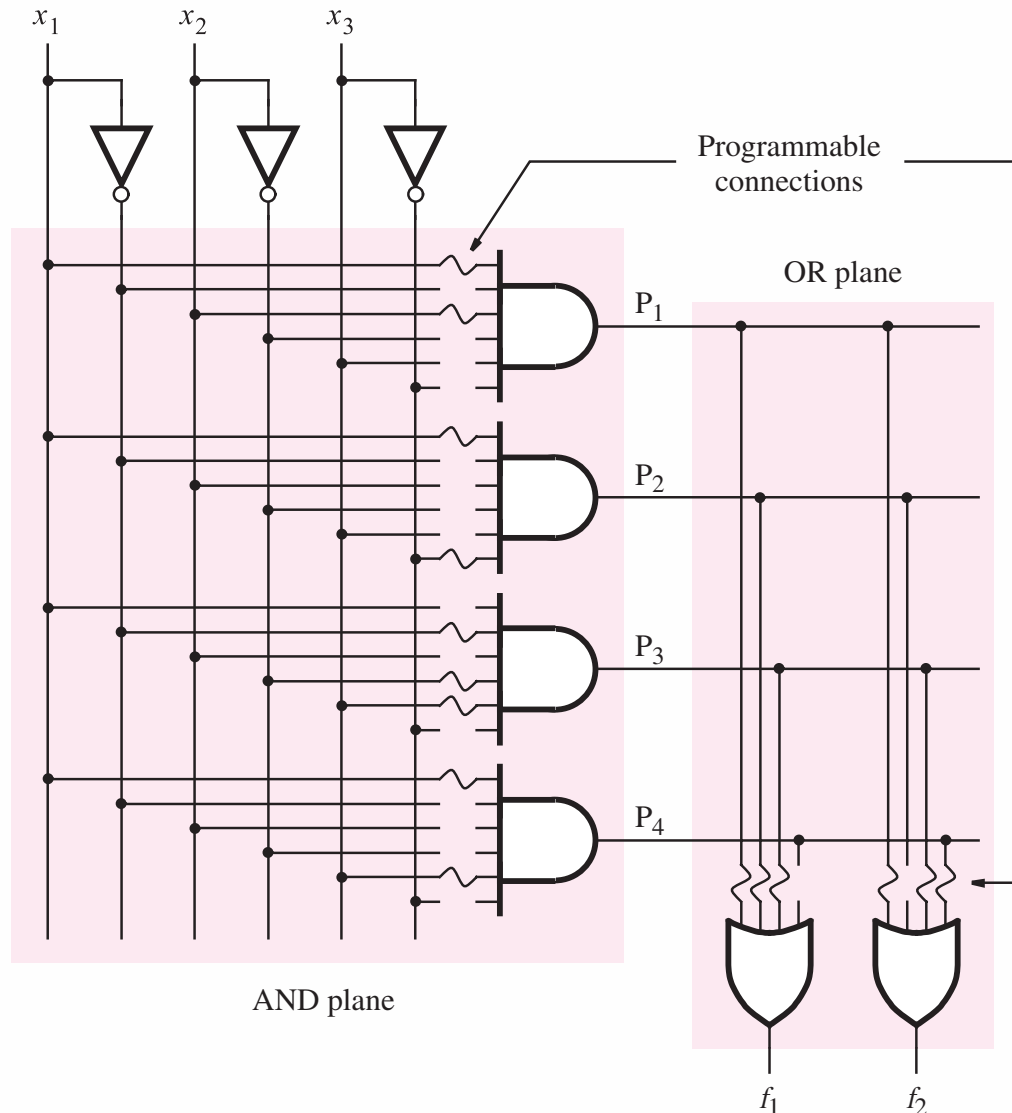 x1 x2 x3
Programmable
connections
OR plane
P1
P2
P3
P4
AND plane
f1 f2